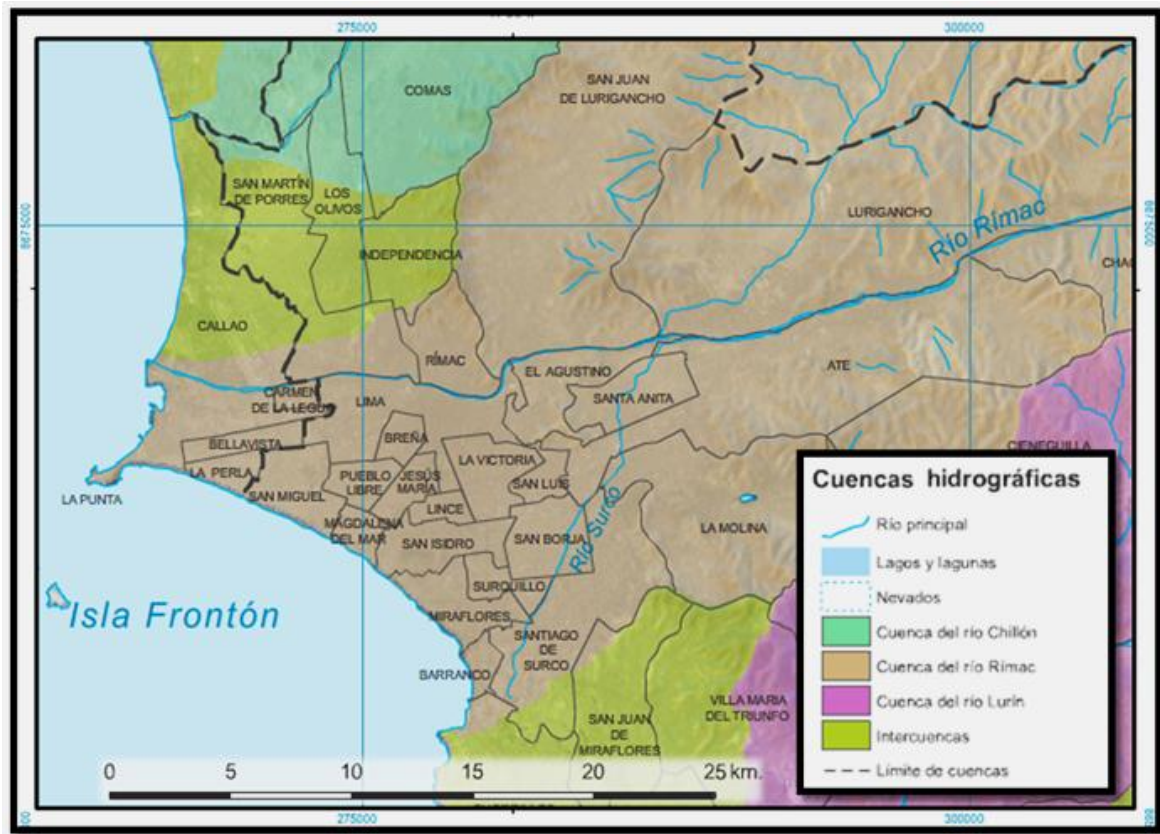 275000
300000
SAN JUAN
DE LURIGANCHO
COMAS
SAN MARTÍN
DE PORRES
LOS
OLIVOS
LURIGANCHO
Río Rímac
8675000
8675000
INDEPENDENCIA
CALLAO
RÍMAC
EL AGUSTINO
ATE
SANTA ANITA
CARMEN
DE LA LEGUA
LIMA
BREÑA
BELLAVISTA
LA VICTORIA
CIENEGUILLA
LA PERLA
PUEBLO
LIBRE
JESÚS
MARÍA
SAN LUIS
LA PUNTA
SAN MIGUEL
LINCE
MAGDALENA
DEL MAR
SAN ISIDRO
SAN BORJA
Río Surco
LA MOLINA
SURQUILLO
Isla Frontón
MIRAFLORES
SANTIAGO
DE
SURCO
BARRANCO
VILLA MARIA
DEL TRIUNFO
SAN JUAN
DE
MIRAFLORES
0 5 10 15 20 25 km.
275000
300000
Cuencas hidrográficas
Río principal
Lagos y lagunas
Nevados
Cuenca del río Chillón
Cuenca del río Rímac
Cuenca del río Lurín
Intercuencas
Límite de cuencas